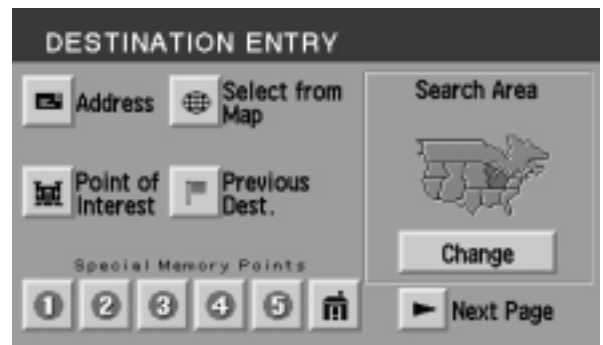 DESTINATION ENTRY
Address
Select from
Map
Point of
Interest
Previous
Dest.
Special Memory Points
1 2 3 4 5
Search Area
Change
Next Page